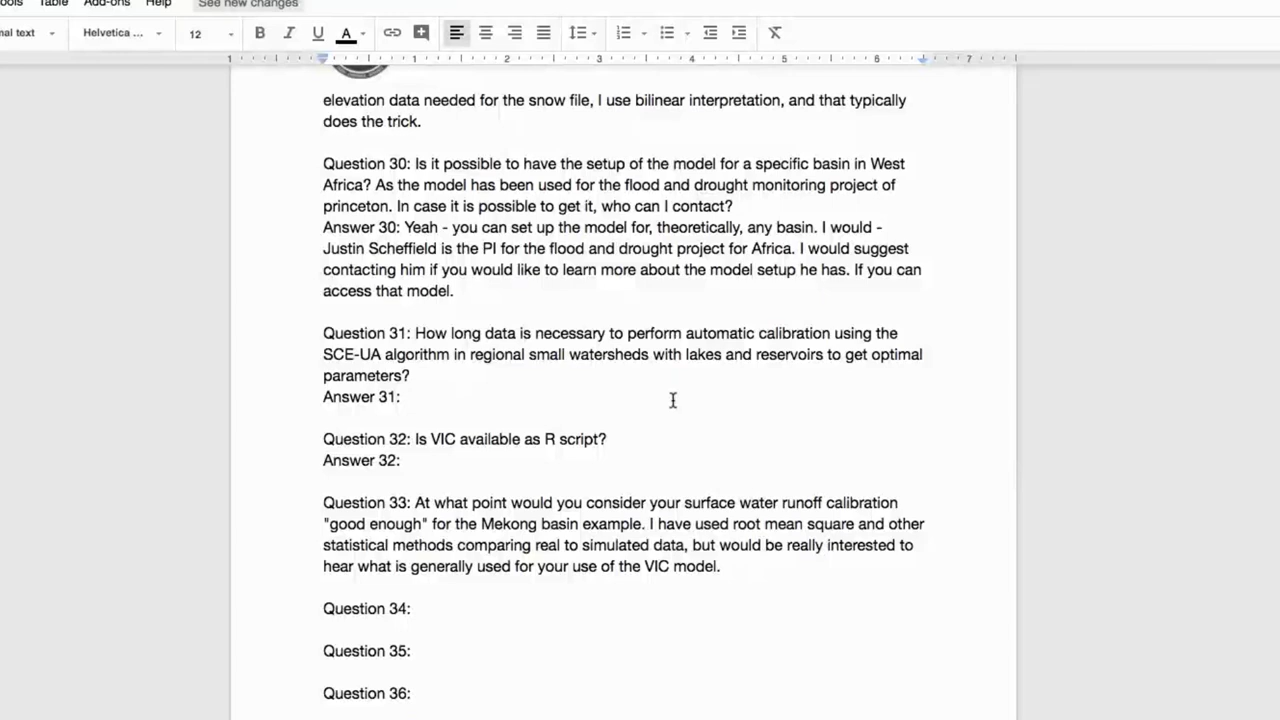 ools Table Add-ons Help See new changes
mal text Helvetica ... 12 B I U A
1 1 2 3 4 5 6 7
elevation data needed for the snow file, I use bilinear interpretation, and that typically
does the trick.
Question 30: Is it possible to have the setup of the model for a specific basin in West
Africa? As the model has been used for the flood and drought monitoring project of
princeton. In case it is possible to get it, who can I contact?
Answer 30: Yeah - you can set up the model for, theoretically, any basin. I would -
Justin Scheffield is the PI for the flood and drought project for Africa. I would suggest
contacting him if you would like to learn more about the model setup he has. If you can
access that model.
Question 31: How long data is necessary to perform automatic calibration using the
SCE-UA algorithm in regional small watersheds with lakes and reservoirs to get optimal
parameters?
Answer 31:
Question 32: Is VIC available as R script?
Answer 32:
Question 33: At what point would you consider your surface water runoff calibration
"good enough" for the Mekong basin example. I have used root mean square and other
statistical methods comparing real to simulated data, but would be really interested to
hear what is generally used for your use of the VIC model.
Question 34:
Question 35:
Question 36: